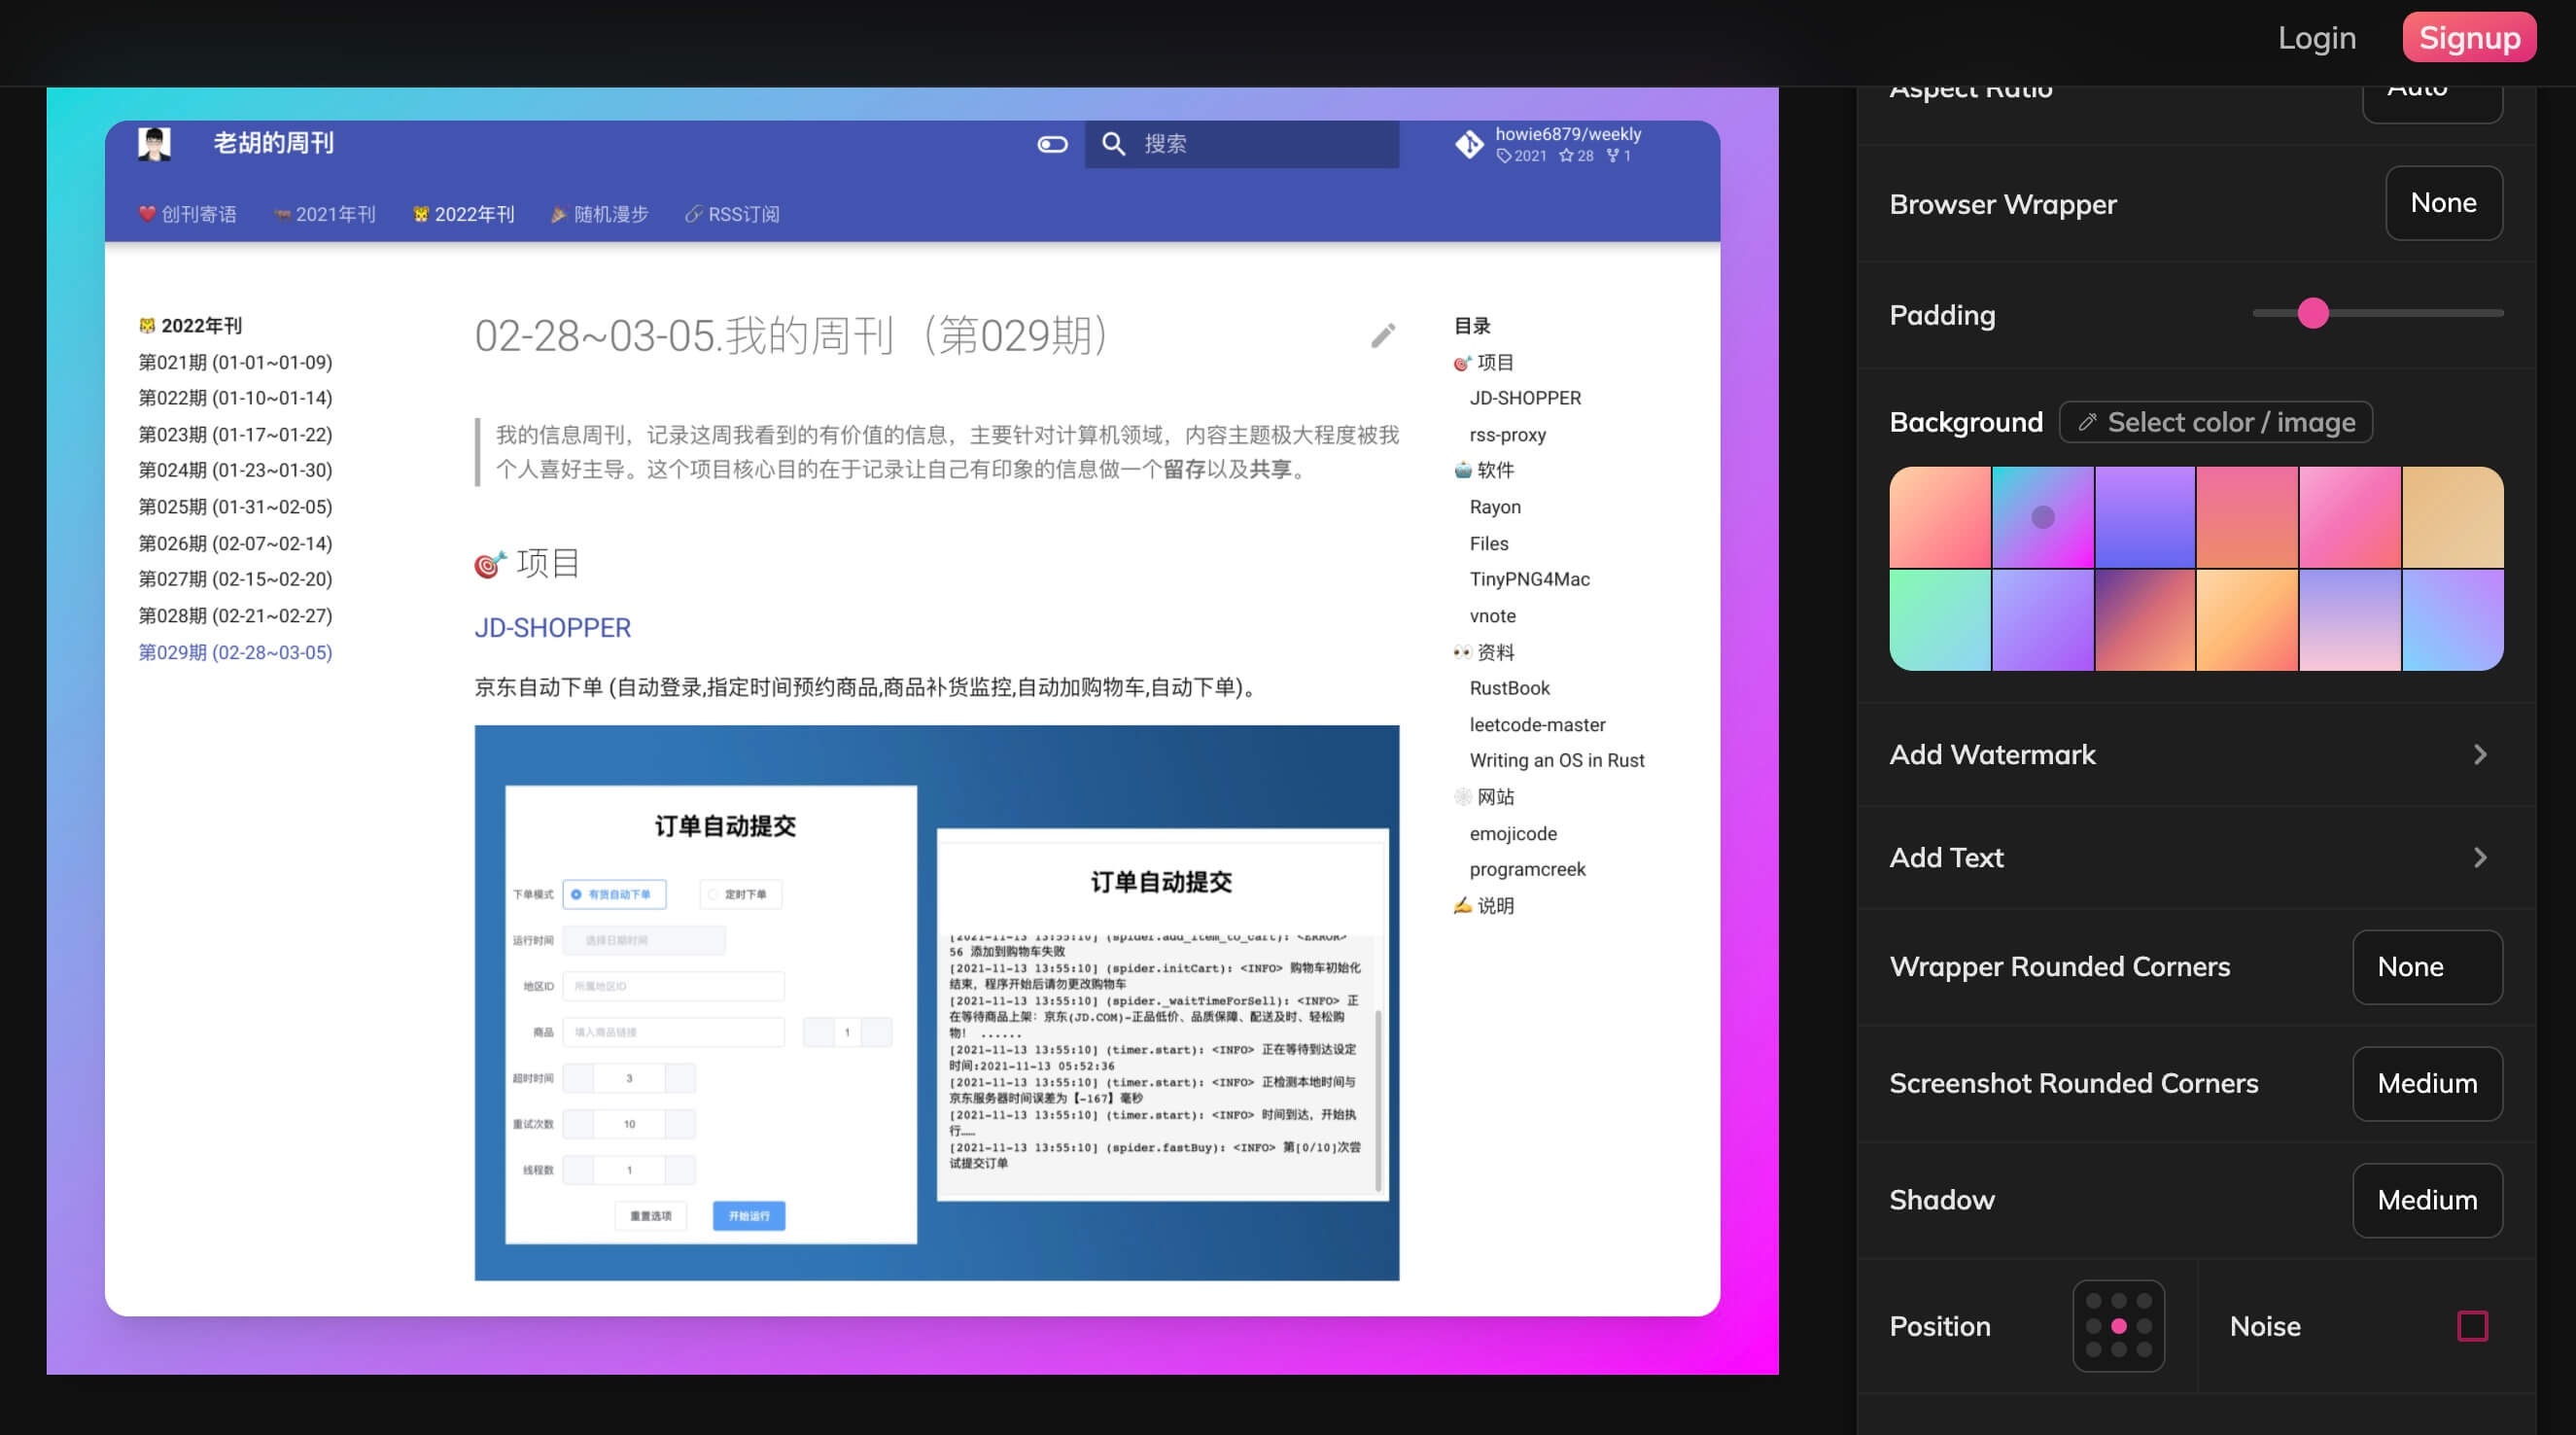 Login
Signup
老胡的周刊
搜索
howie6879/weekly
2021 28 1
创刊寄语
2021年刊
2022年刊
随机漫步
RSS订阅
2022年刊
第021期 (01-01~01-09)
第022期 (01-10~01-14)
第023期 (01-17~01-22)
第024期 (01-23~01-30)
第025期 (01-31~02-05)
第026期 (02-07~02-14)
第027期 (02-15~02-20)
第028期 (02-21~02-27)
第029期 (02-28~03-05)
02-28~03-05.我的周刊（第029期）
我的信息周刊，记录这周我看到的有价值的信息，主要针对计算机领域，内容主题极大程度被我
个人喜好主导。这个项目核心目的在于记录让自己有印象的信息做一个留存以及共享。
项目
JD-SHOPPER
京东自动下单 (自动登录,指定时间预约商品,商品补货监控,自动加购物车,自动下单)。
订单自动提交
下单模式 有货自动下单 定时下单
运行时间 选择日期时间
地区ID 所属地区ID
商品 填入商品链接 1
超时时间 3
重试次数 10
线程数 1
重置选项 开始运行
订单自动提交
[2021-11-13 13:55:10] (spider.add_item_to_cart): <ERROR>
56 添加到购物车失败
[2021-11-13 13:55:10] (spider.initCart): <INFO> 购物车初始化
结束，程序开始后请勿更改购物车
[2021-11-13 13:55:10] (spider._waitTimeForSell): <INFO> 正
在等待商品上架：京东(JD.COM)-正品低价、品质保障、配送及时、轻松购
物！ ......
[2021-11-13 13:55:10] (timer.start): <INFO> 正在等待到达设定
时间:2021-11-13 05:52:36
[2021-11-13 13:55:10] (timer.start): <INFO> 正检测本地时间与
京东服务器时间误差为【-167】毫秒
[2021-11-13 13:55:10] (timer.start): <INFO> 时间到达，开始执
行……
[2021-11-13 13:55:10] (spider.fastBuy): <INFO> 第[0/10]次尝
试提交订单
目录
项目
JD-SHOPPER
rss-proxy
软件
Rayon
Files
TinyPNG4Mac
vnote
资料
RustBook
leetcode-master
Writing an OS in Rust
网站
emojicode
programcreek
说明
Aspect Ratio Auto
Browser Wrapper None
Padding
Background Select color / image
Add Watermark
Add Text
Wrapper Rounded Corners None
Screenshot Rounded Corners Medium
Shadow Medium
Position Noise